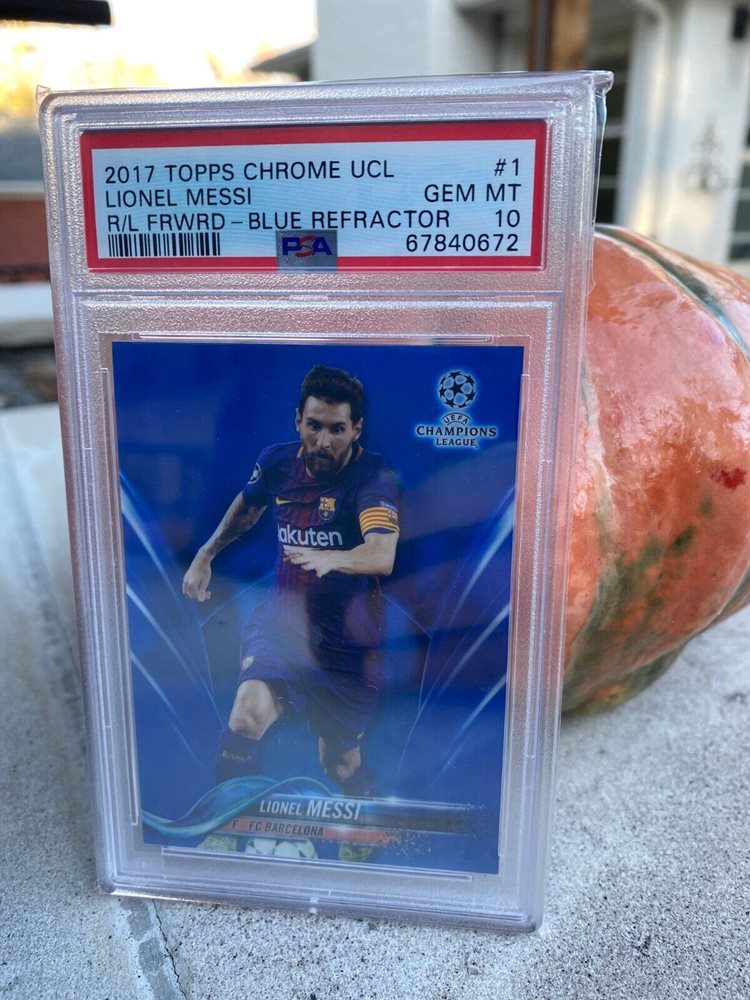 2017 TOPPS CHROME UCL #1
LIONEL MESSI GEM MT
R/L FRWRD - BLUE REFRACTOR 10
PSA 67840672
UEFA
CHAMPIONS
LEAGUE
akuten
LIONEL MESSI
F - FC BARCELONA